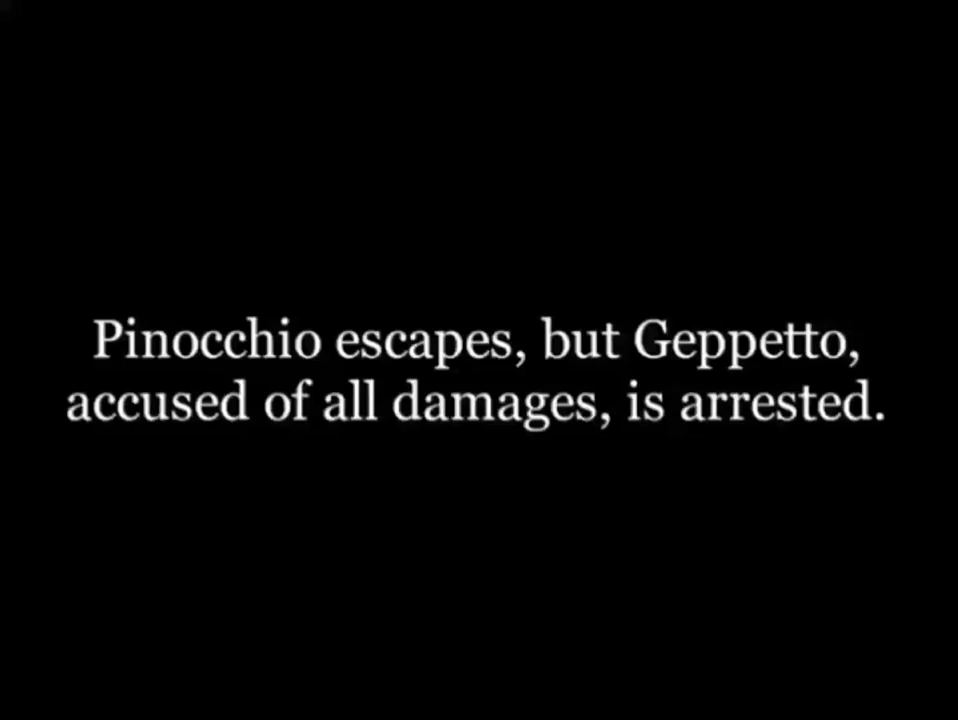 Pinocchio escapes, but Geppetto,
accused of all damages, is arrested.